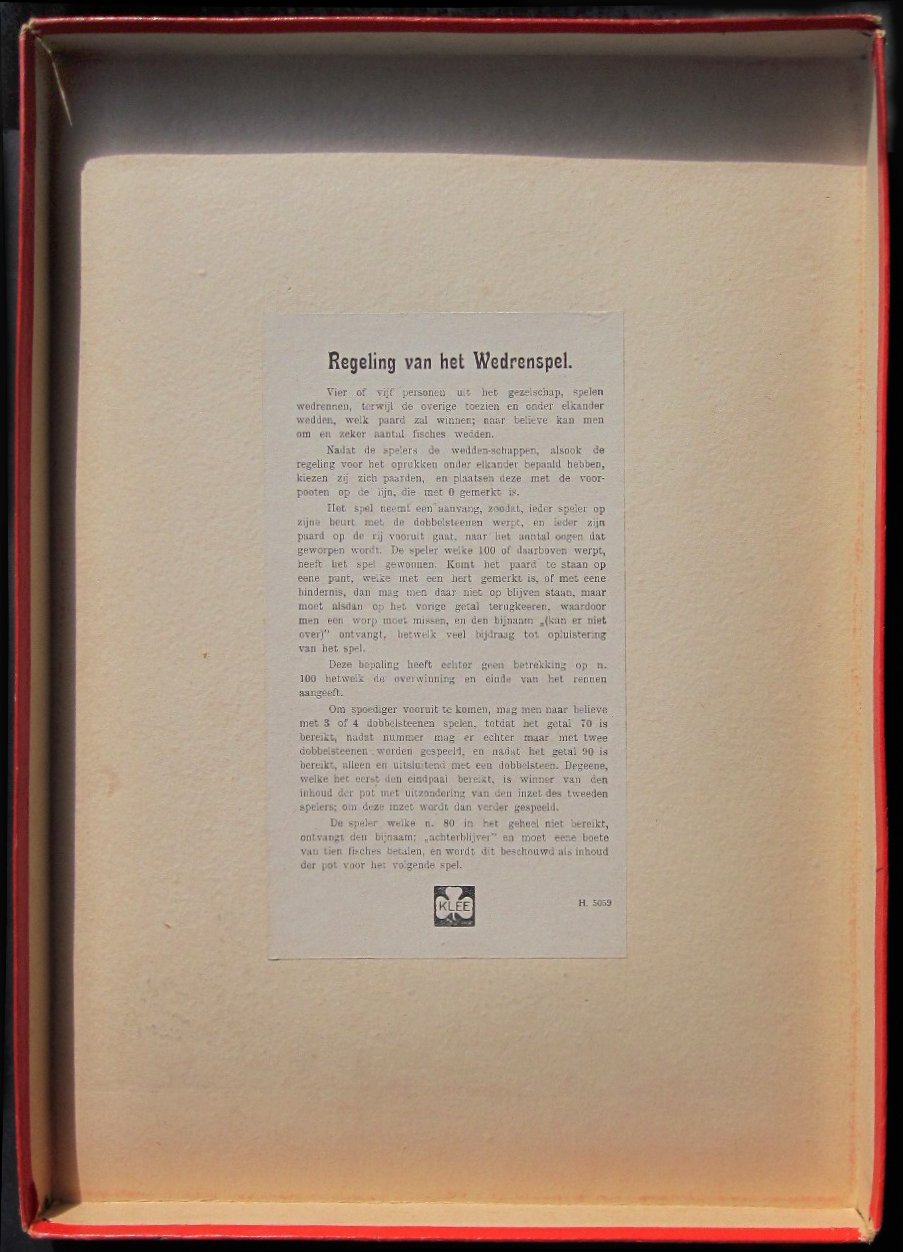 Regeling van het Wedrenspel.
Vier of vijf personen uit het gezelschap, spelen
wedrennen, terwijl de overige toezien en onder elkander
wedden, welk paard zal winnen; naar believe kan men
om en zeker aantal fisches wedden.
Nadat de spelers de wedden-schappen, alsook de
regeling voor het oprukken onder elkander bepaald hebben,
kiezen zij zich paarden, en plaatsen deze met de voor-
pooten op de lijn, die met 0 gemerkt is.
Het spel neemt een aanvang, zoodat, ieder speler op
zijne beurt met de dobbelsteenen werpt, en ieder zijn
paard op de rij vooruit gaat, naar het aantal oogen dat
geworpen wordt. De speler welke 100 of daarboven werpt,
heeft het spel gewonnen. Komt het paard te staan op
eene punt, welke met een hert gemerkt is, of met eene
hindernis, dan mag men daar niet op blijven staan, maar
moet alsdan op het vorige getal terugkeeren, waardoor
men een worp moet missen, en den bijnaam „(kan er niet
over)” ontvangt, hetwelk veel bijdraag tot opluistering
van het spel.
Deze bepaling heeft echter geen betrekking op n.
100 hetwelk de overwinning en einde van het rennen
aangeeft.
Om spoediger vooruit te komen, mag men naar believe
met 3 of 4 dobbelsteenen spelen, totdat het getal 70 is
bereikt, nadat nummer mag er echter maar met twee
dobbelsteenen worden gespeeld, en nadat het getal 90 is
bereikt, alleen en uitsluitend met een dobbelsteen. Degeene,
welke het eerst den eindpaal bereikt, is winner van den
inhoud der pot met uitzondering van den inzet des tweeden
spelers; om deze inzet wordt dan verder gespeeld.
De speler welke n. 80 in het geheel niet bereikt,
ontvangt den bijnaam: „achterblijver” en moet eene boete
van tien fisches betalen, en wordt dit beschouwd als inhoud
der pot voor het volgende spel.
KLEE
H. 5059